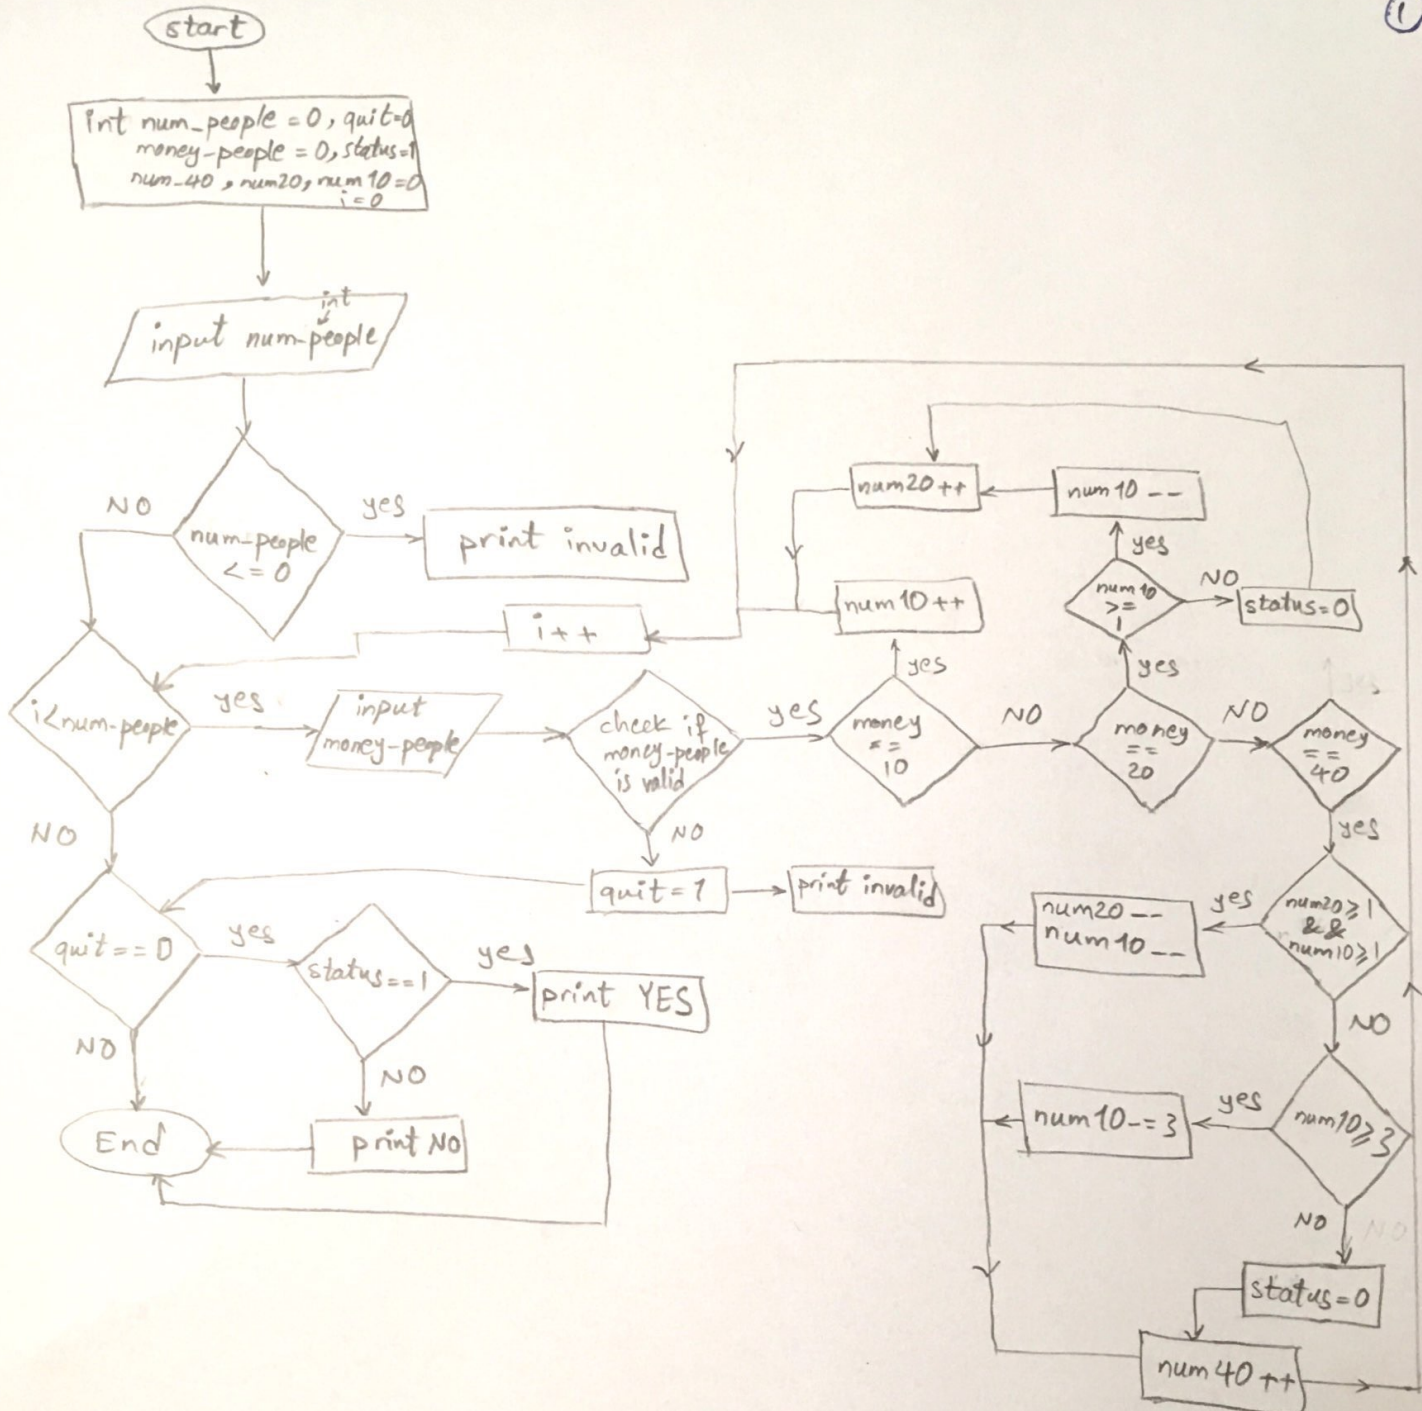 1
start
int num_people = 0, quit=0
money-people = 0, status=1
num-40, num20, num10=0
i=0
int
input num-people
NO
yes
num-people
<= 0
print invalid
num20++
num10--
yes
num10
>=
1
NO
status=0
num10++
i++
yes
yes
i<num-people
yes
input
money-people
check if
money-people
is valid
yes
money
==
10
NO
money
==
20
NO
money
==
40
NO
NO
yes
quit=1
print invalid
num20--
num10--
yes
num20≥1
&&
num10≥1
quit==0
yes
status==1
yes
print YES
NO
NO
NO
End
print NO
num10-=3
yes
num10≥3
NO
NO
status=0
num40++